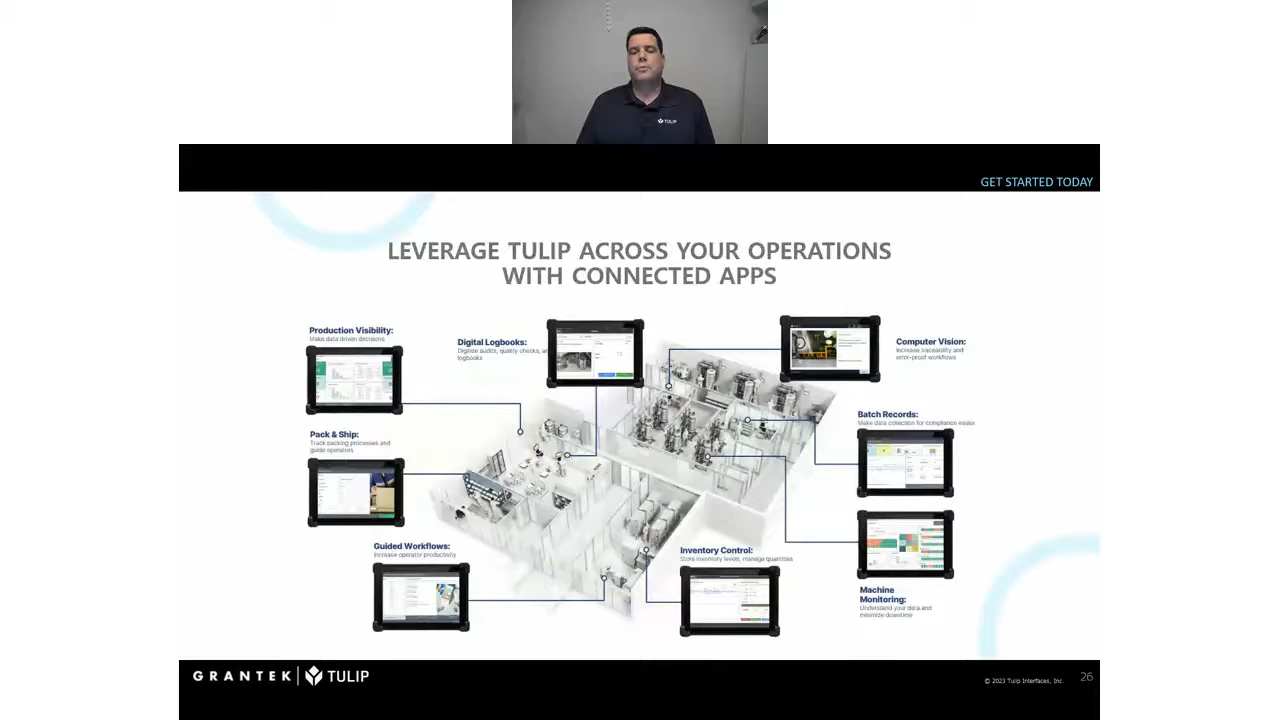 TULIP
GET STARTED TODAY
LEVERAGE TULIP ACROSS YOUR OPERATIONS
WITH CONNECTED APPS
Production Visibility:
Make data driven decisions
Digital Logbooks:
Digitize audits, quality checks, an
logbooks
Computer Vision:
Increase traceability and
error-proof workflows
Pack & Ship:
Track packing processes and
guide operators
Batch Records:
Make data collection for compliance easier
Guided Workflows:
Increase operator productivity
Inventory Control:
Store inventory levels, manage quantities
Machine
Monitoring:
Understand your data and
minimize downtime
GRANTEK | TULIP
© 2023 Tulip Interfaces, Inc.
26